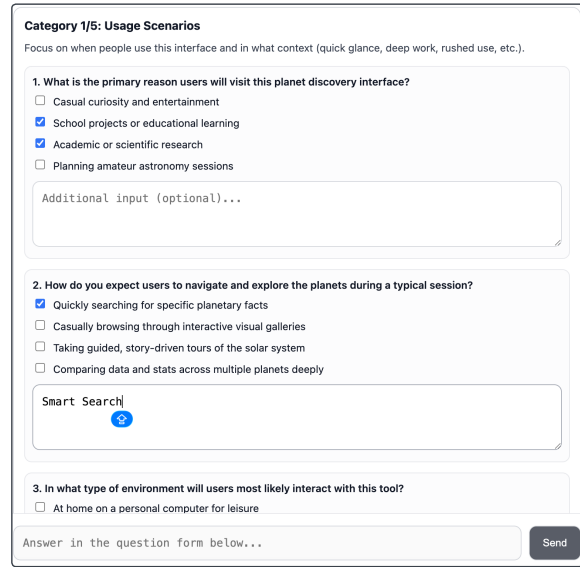 Category 1/5: Usage Scenarios
Focus on when people use this interface and in what context (quick glance, deep work, rushed use, etc.).
1. What is the primary reason users will visit this planet discovery interface?
Casual curiosity and entertainment
School projects or educational learning
Academic or scientific research
Planning amateur astronomy sessions
Additional input (optional)...
2. How do you expect users to navigate and explore the planets during a typical session?
Quickly searching for specific planetary facts
Casually browsing through interactive visual galleries
Taking guided, story-driven tours of the solar system
Comparing data and stats across multiple planets deeply
Smart Search
3. In what type of environment will users most likely interact with this tool?
At home on a personal computer for leisure
Answer in the question form below...
Send